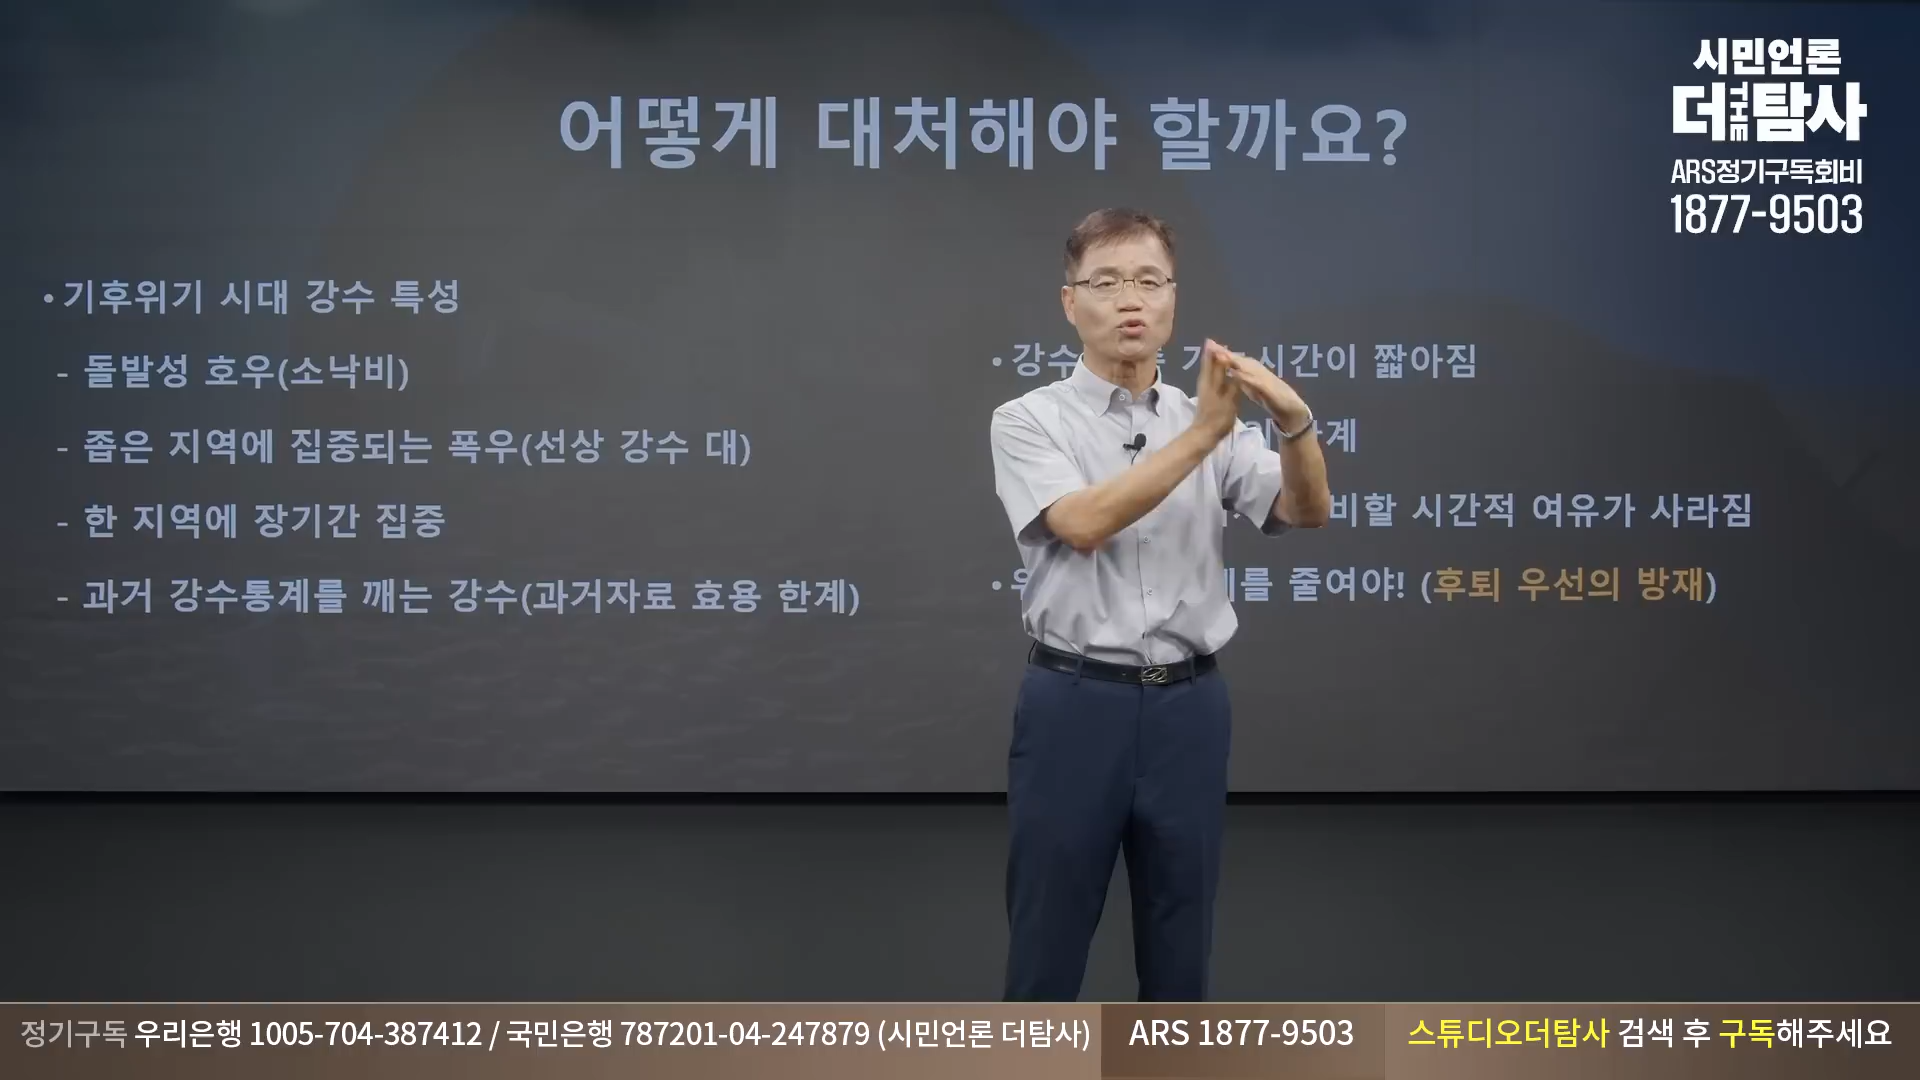 어떻게 대처해야 할까요?
•기후위기 시대 강수 특성
- 돌발성 호우(소낙비)
- 좁은 지역에 집중되는 폭우(선상 강수 대)
- 한 지역에 장기간 집중
- 과거 강수통계를 깨는 강수(과거자료 효용 한계)
•강수 시간이 짧아짐
시간적 여유가 사라짐
줄여야! (후퇴 우선의 방재)
시민언론
더탐사
THE
ARS정기구독회비
1877-9503
정기구독 우리은행 1005-704-387412 / 국민은행 787201-04-247879 (시민언론 더탐사)
ARS 1877-9503
스튜디오더탐사 검색 후 구독해주세요